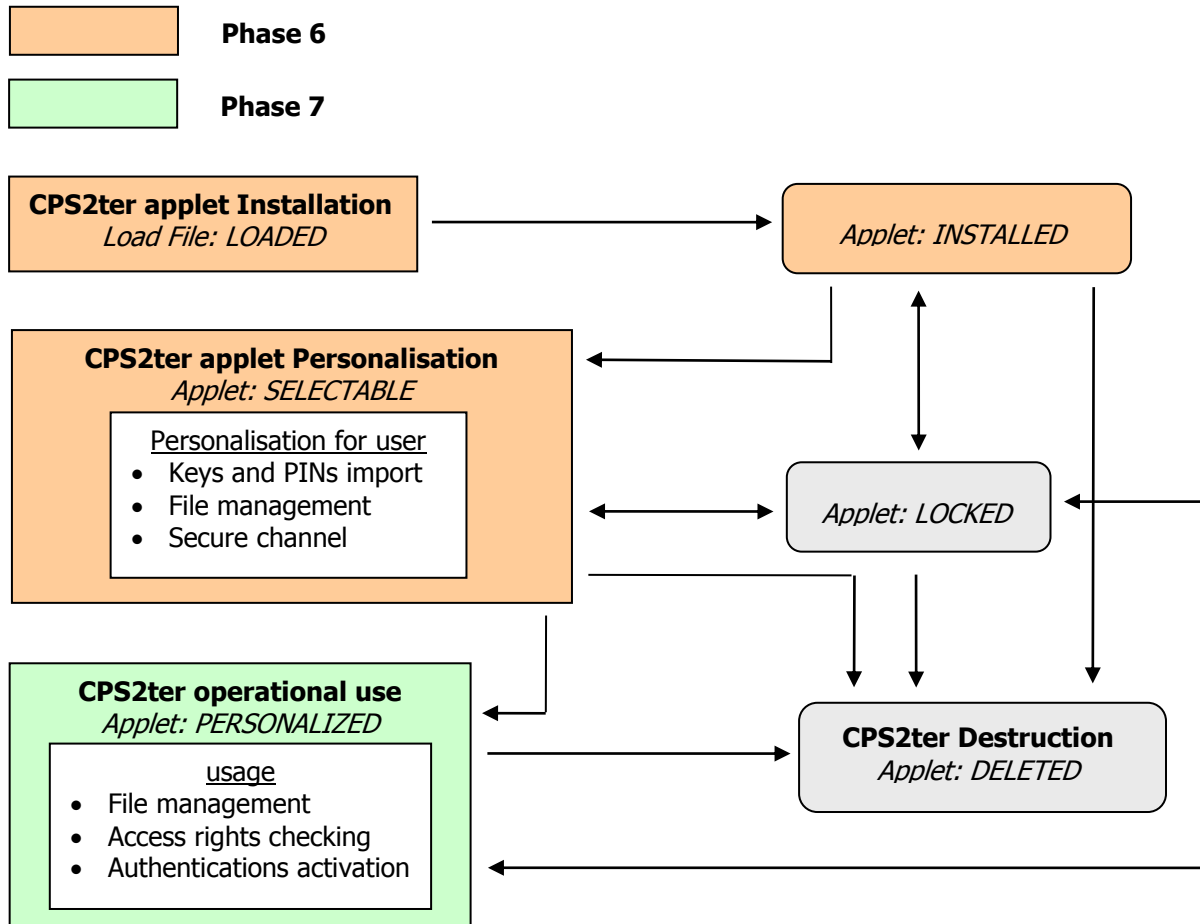 Phase 6
Phase 7
CPS2ter applet Installation
Load File: LOADED
Applet: INSTALLED
CPS2ter applet Personalisation
Applet: SELECTABLE
Personalisation for user
• Keys and PINs import
• File management
• Secure channel
Applet: LOCKED
CPS2ter operational use
Applet: PERSONALIZED
usage
• File management
• Access rights checking
• Authentications activation
CPS2ter Destruction
Applet: DELETED